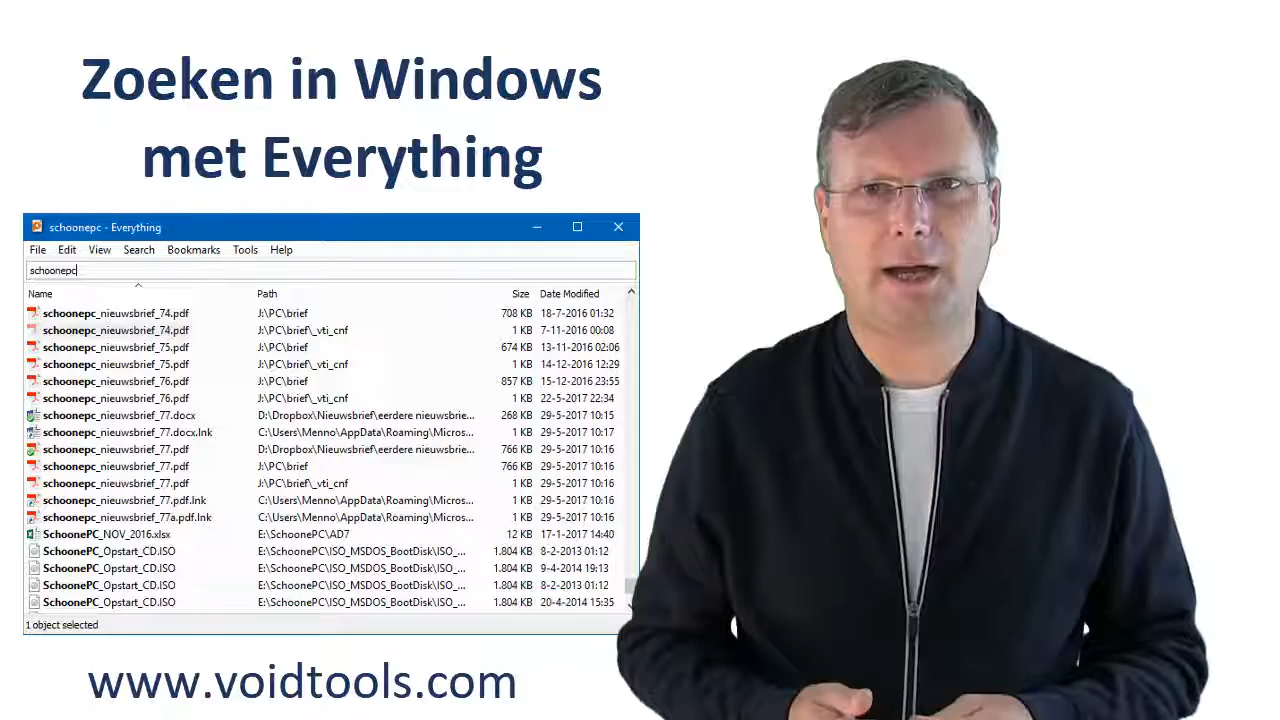 Zoeken in Windows
met Everything
schoonepc - Everything
File Edit View Search Bookmarks Tools Help
schoonepc
Name Path Size Date Modified
schoonepc_nieuwsbrief_74.pdf J:\PC\brief 708 KB 18-7-2016 01:32
schoonepc_nieuwsbrief_74.pdf J:\PC\brief\_vti_cnf 1 KB 7-11-2016 00:08
schoonepc_nieuwsbrief_75.pdf J:\PC\brief 674 KB 13-11-2016 02:06
schoonepc_nieuwsbrief_75.pdf J:\PC\brief\_vti_cnf 1 KB 14-12-2016 12:29
schoonepc_nieuwsbrief_76.pdf J:\PC\brief 857 KB 15-12-2016 23:55
schoonepc_nieuwsbrief_76.pdf J:\PC\brief\_vti_cnf 1 KB 22-5-2017 22:34
schoonepc_nieuwsbrief_77.docx D:\Dropbox\Nieuwsbrief\eerdere nieuwsbrie... 268 KB 29-5-2017 10:15
schoonepc_nieuwsbrief_77.docx.lnk C:\Users\Menno\AppData\Roaming\Micros... 1 KB 29-5-2017 10:17
schoonepc_nieuwsbrief_77.pdf D:\Dropbox\Nieuwsbrief\eerdere nieuwsbrie... 766 KB 29-5-2017 10:16
schoonepc_nieuwsbrief_77.pdf J:\PC\brief 766 KB 29-5-2017 10:16
schoonepc_nieuwsbrief_77.pdf J:\PC\brief\_vti_cnf 1 KB 29-5-2017 10:16
schoonepc_nieuwsbrief_77.pdf.lnk C:\Users\Menno\AppData\Roaming\Micros... 1 KB 29-5-2017 10:16
schoonepc_nieuwsbrief_77a.pdf.lnk C:\Users\Menno\AppData\Roaming\Micros... 1 KB 29-5-2017 10:16
SchoonePC_NOV_2016.xlsx E:\SchoonePC\AD7 12 KB 17-1-2017 14:40
SchoonePC_Opstart_CD.ISO E:\SchoonePC\ISO_MSDOS_BootDisk\ISO_... 1.804 KB 8-2-2013 01:12
SchoonePC_Opstart_CD.ISO E:\SchoonePC\ISO_MSDOS_BootDisk\ISO_... 1.804 KB 9-4-2014 19:13
SchoonePC_Opstart_CD.ISO E:\SchoonePC\ISO_MSDOS_BootDisk\ISO_... 1.804 KB 8-2-2013 01:12
SchoonePC_Opstart_CD.ISO E:\SchoonePC\ISO_MSDOS_BootDisk\ISO_... 1.804 KB 20-4-2014 15:35
1 object selected
www.voidtools.com